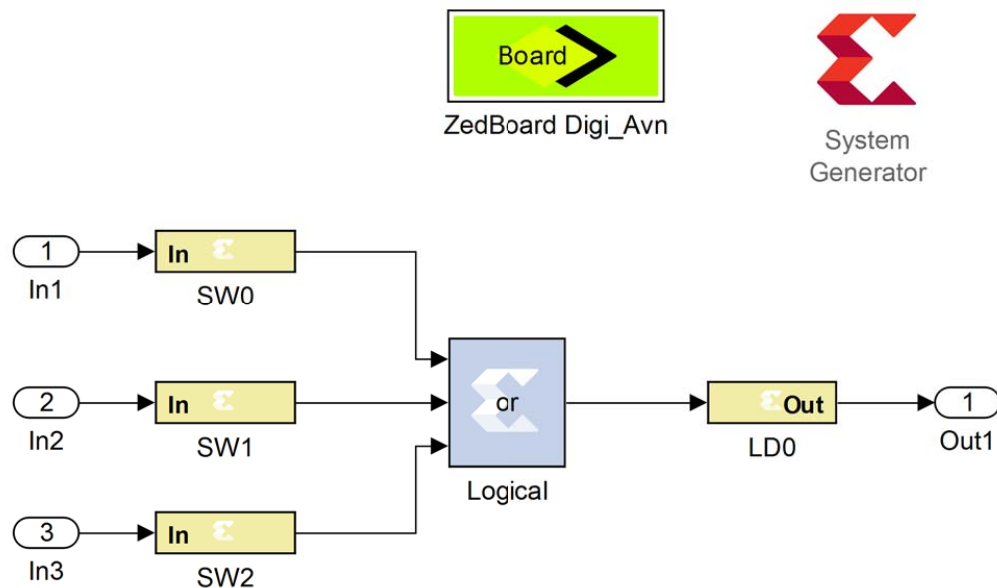 Board
ZedBoard Digi_Avn
System
Generator
1
In
In1
SW0
2
In
or
Out
1
In2
SW1
LD0
Out1
Logical
3
In
In3
SW2